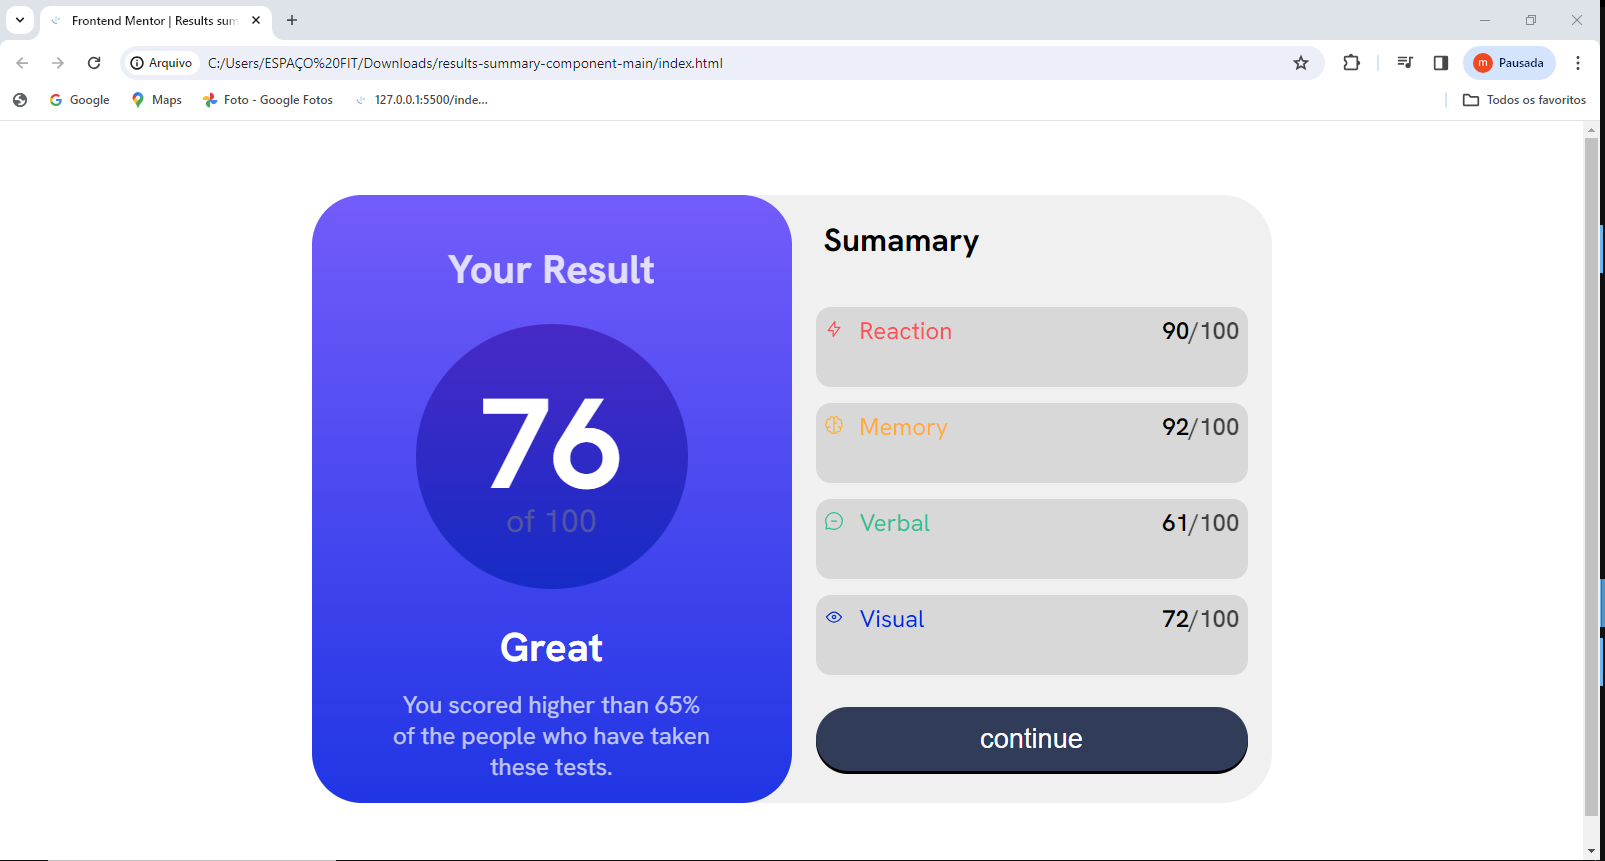 Frontend Mentor | Results sum
Arquivo C:/Users/ESPAÇO%20FIT/Downloads/results-summary-component-main/index.html
m Pausada
Google Maps Foto - Google Fotos 127.0.0.1:5500/inde...
Todos os favoritos
Your Result
76
of 100
Great
You scored higher than 65%
of the people who have taken
these tests.
Sumamary
Reaction 90/100
Memory 92/100
Verbal 61/100
Visual 72/100
continue